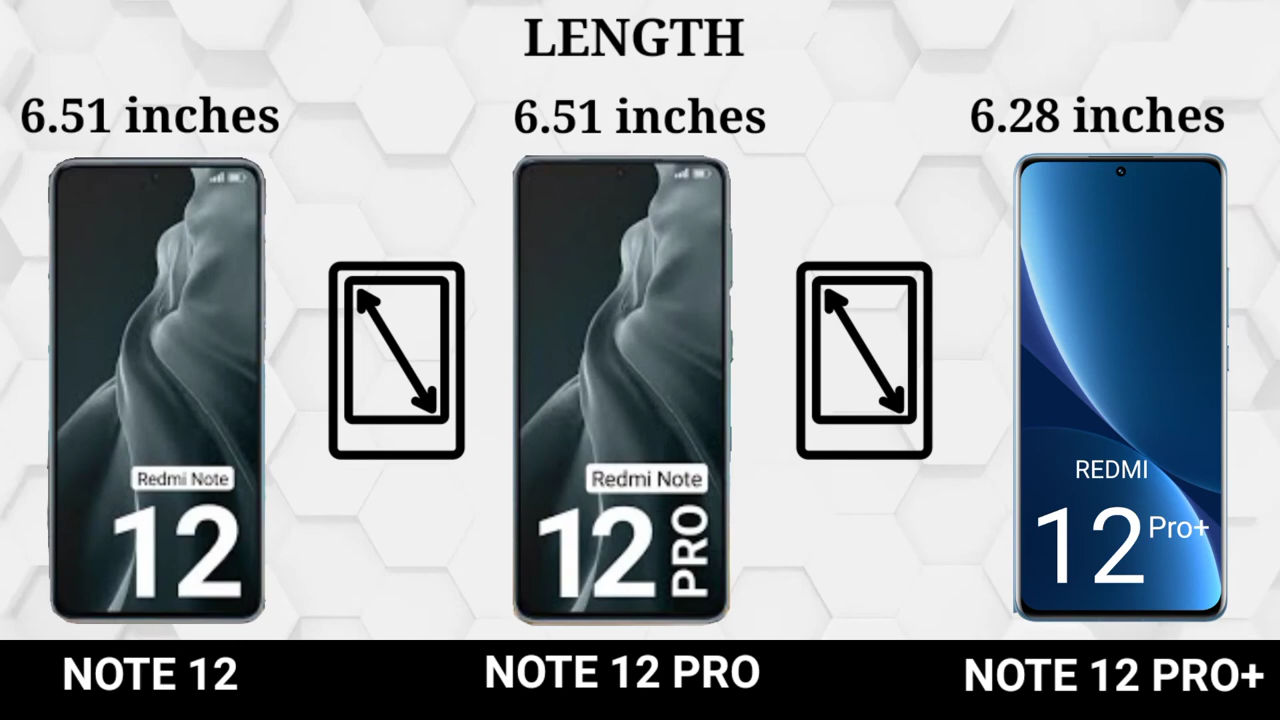 LENGTH
6.51 inches
6.51 inches
6.28 inches
Redmi Note
12
Redmi Note
12 PRO
REDMI
12 Pro+
NOTE 12
NOTE 12 PRO
NOTE 12 PRO+